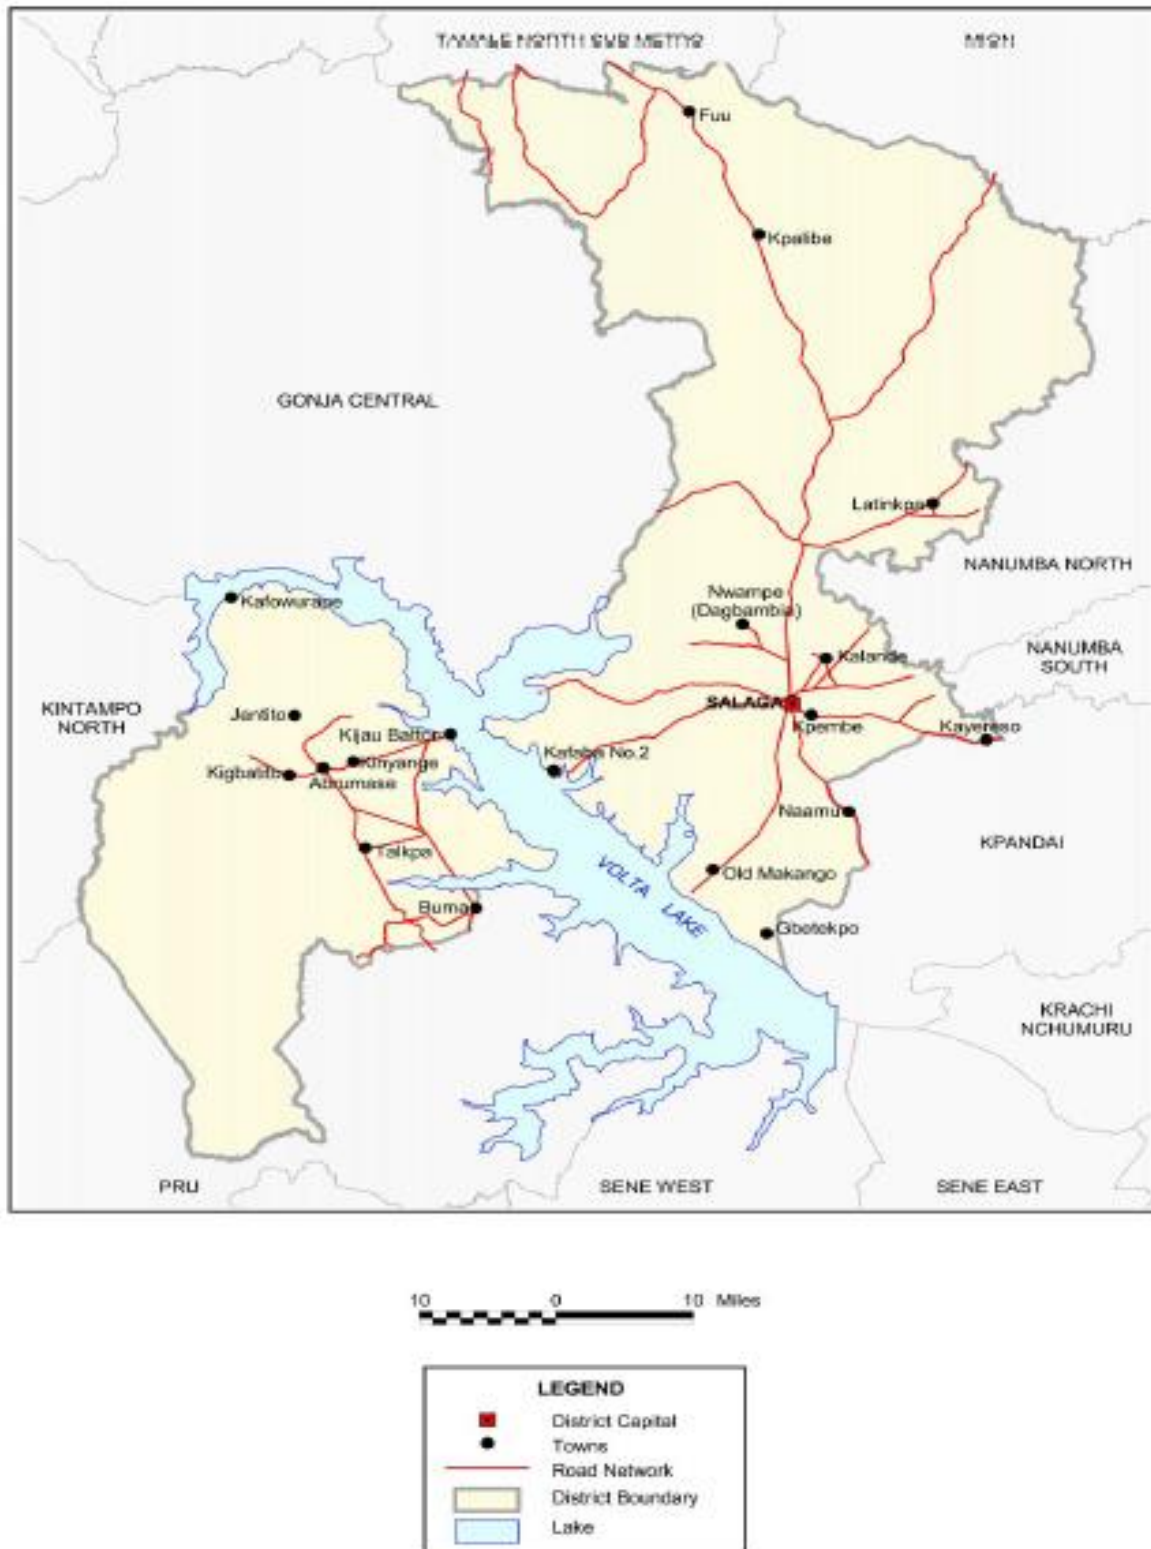 TAMALE NORTH SUB METRO
MION
Fuu
Kpalibe
GONJA CENTRAL
Latinkpa
NANUMBA NORTH
Kafowurase
Nwampe
(Dagbambia)
Kalande
NANUMBA
SOUTH
SALAGA
KINTAMPO
NORTH
Jantito
Kpembe
Kayereso
Kijau Battor
Kafaba No.2
Kinyange
Kigbatito
Abrumase
Naamu
KPANDAI
Talkpa
VOLTA LAKE
Old Makango
Buma
Gbetekpo
KRACHI
NCHUMURU
PRU
SENE WEST
SENE EAST
10 0 10 Miles
LEGEND
District Capital
Towns
Road Network
District Boundary
Lake